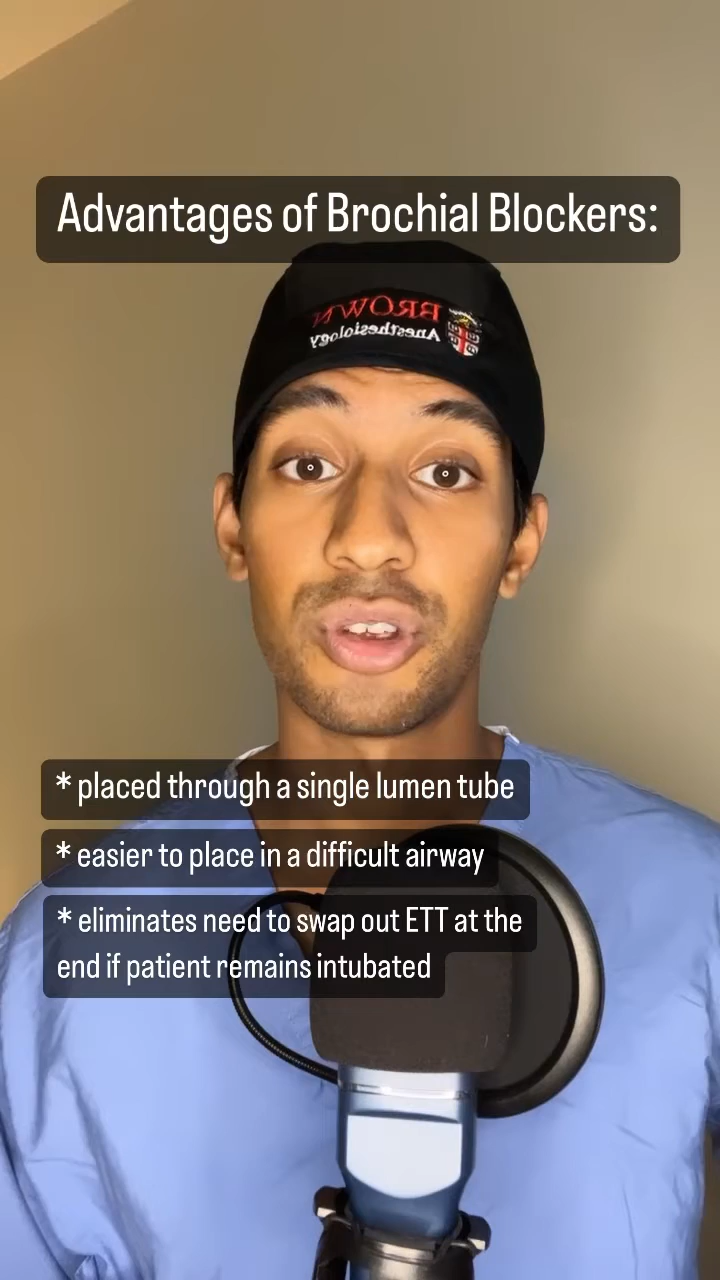 Advantages of Brochial Blockers:
BROWN
Anesthesiology
* placed through a single lumen tube
* easier to place in a difficult airway
* eliminates need to swap out ETT at the
end if patient remains intubated